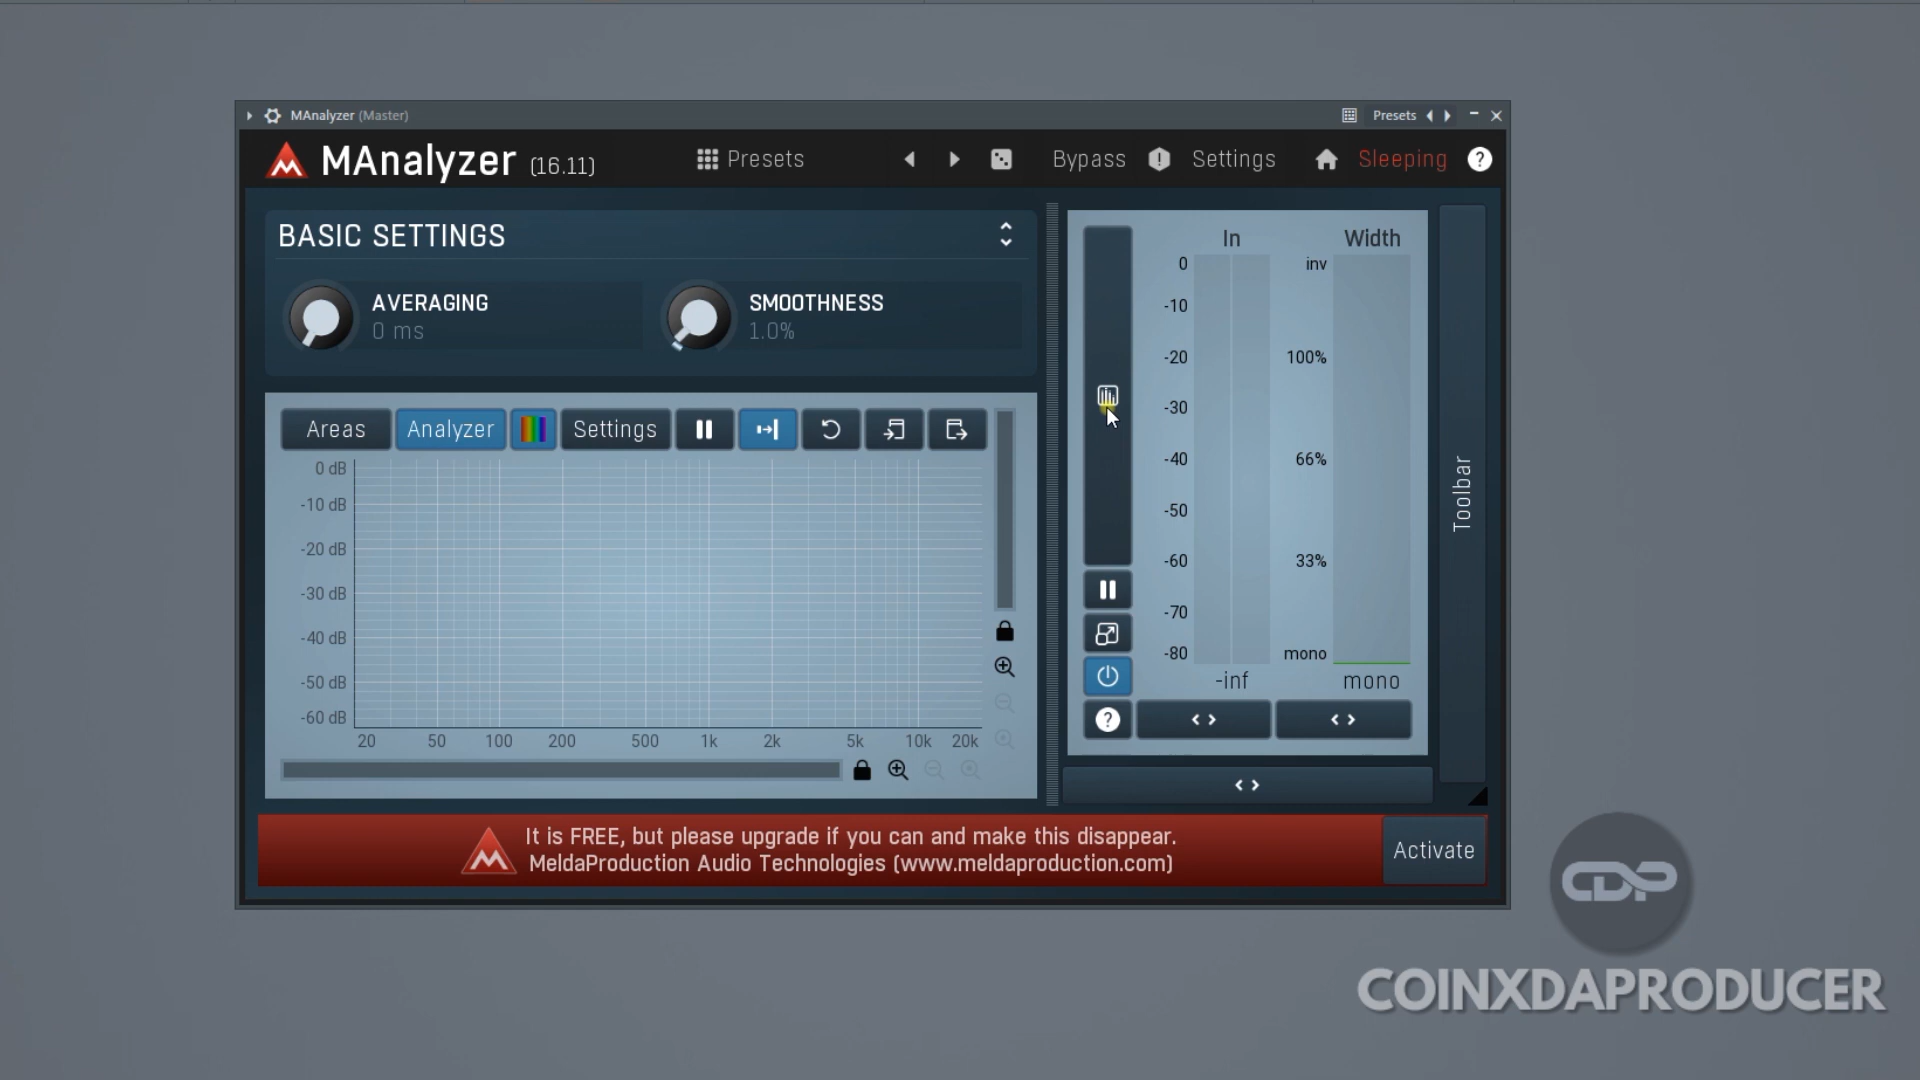 MAnalyzer (Master)
Presets
MAnalyzer (16.11)
Presets
Bypass
Settings
Sleeping
?
BASIC SETTINGS
AVERAGING
0 ms
SMOOTHNESS
1.0%
Areas
Analyzer
Settings
0 dB
-10 dB
-20 dB
-30 dB
-40 dB
-50 dB
-60 dB
20 50 100 200 500 1k 2k 5k 10k 20k
In
Width
0
-10
-20
-30
-40
-50
-60
-70
-80
inv
100%
66%
33%
mono
-inf
mono
?
Toolbar
It is FREE, but please upgrade if you can and make this disappear.
MeldaProduction Audio Technologies (www.meldaproduction.com)
Activate
CDP
COINXDAPRODUCER